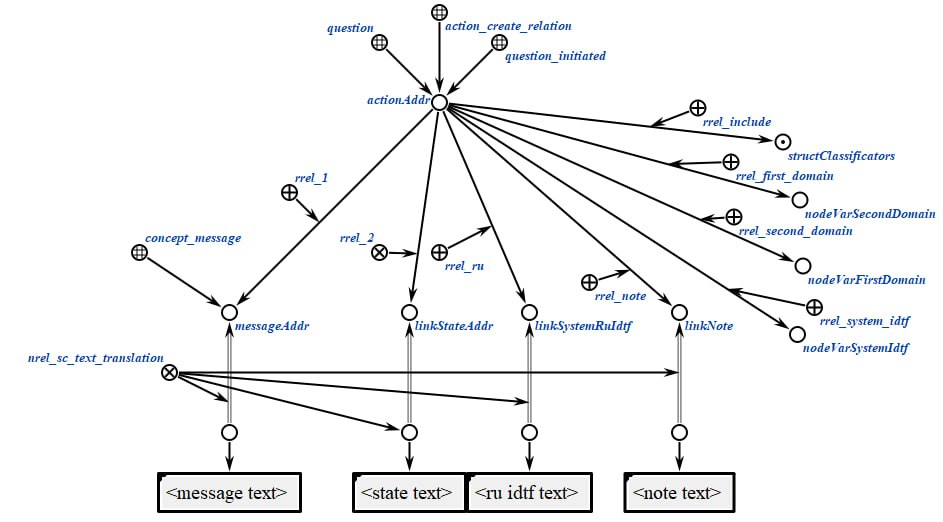 question
action_create_relation
question_initiated
actionAddr
rrel_include
structClassificators
rrel_first_domain
rrel_1
nodeVarSecondDomain
rrel_second_domain
concept_message
rrel_2
rrel_ru
nodeVarFirstDomain
rrel_note
rrel_system_idtf
messageAddr
linkStateAddr
linkSystemRuIdtf
linkNote
nodeVarSystemIdtf
nrel_sc_text_translation
<message text>
<state text>
<ru idtf text>
<note text>